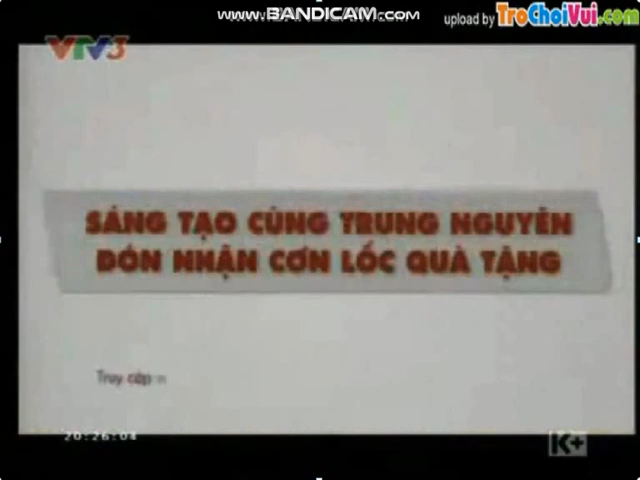 www.BANDICAM.com
upload by TroChoiVui.com
VTV3
SÁNG TẠO CÙNG TRUNG NGUYÊN
ĐÓN NHẬN CƠN LỐC QUÀ TẶNG
Truy cập
20:26:04
K+